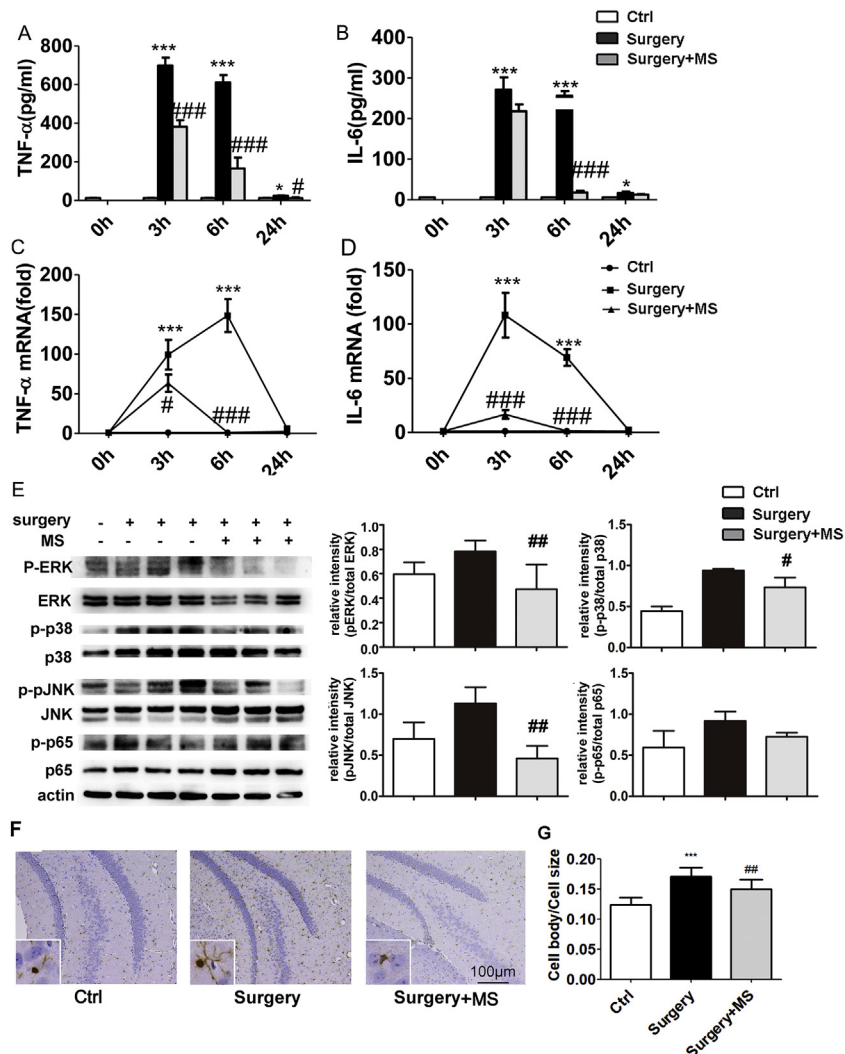 A
TNF-α(pg/ml)
800
600
400
200
0
***
***
###
###
*
#
0h
3h
6h
24h
B
IL-6(pg/ml)
400
300
200
100
0
***
***
###
*
0h
3h
6h
24h
Ctrl
Surgery
Surgery+MS
C
TNF-α mRNA(fold)
200
150
100
50
0
***
***
#
###
0h
3h
6h
24h
D
IL-6 mRNA (fold)
150
100
50
0
***
***
###
###
0h
3h
6h
24h
Ctrl
Surgery
Surgery+MS
E
surgery - + + + + + +
MS - - - - + + +
P-ERK
ERK
p-p38
p38
p-pJNK
JNK
p-p65
p65
actin
relative intensity
(pERK/total ERK)
1.0
0.8
0.6
0.4
0.2
0.0
##
relative intensity
(p-p38/total p38)
1.5
1.0
0.5
0.0
#
Ctrl
Surgery
Surgery+MS
relative intensity
(pJNK/total JNK)
1.5
1.0
0.5
0.0
##
relative intensity
(p-p65/total p65)
1.5
1.0
0.5
0.0
F
Ctrl
Surgery
Surgery+MS
100μm
G
Cell body/Cell size
0.20
0.15
0.10
0.05
0.00
***
##
Ctrl
Surgery
Surgery+MS